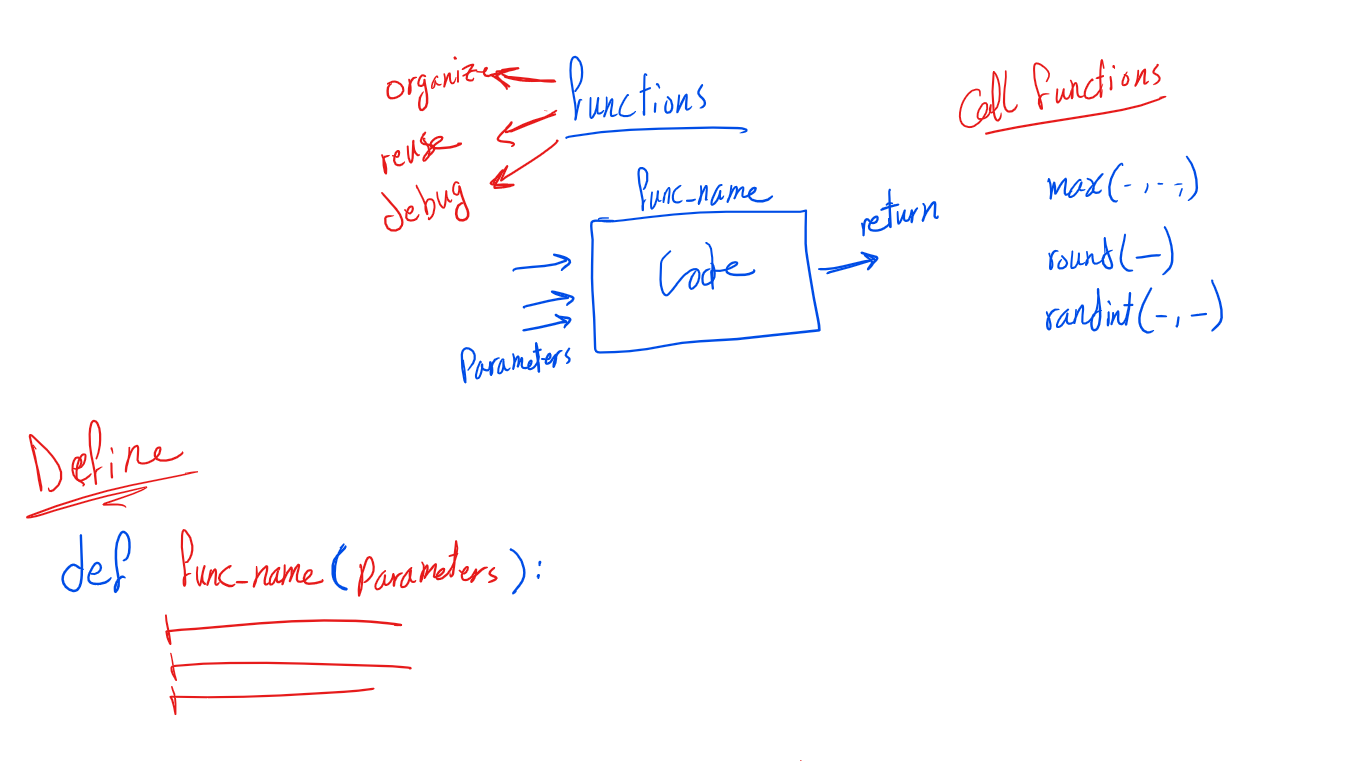 Functions
organize
reuse
debug
func_name
Code
Parameters
return
Call functions
max(-,-,-)
round(—)
randint(-,-)
Define
def func_name(Parameters):